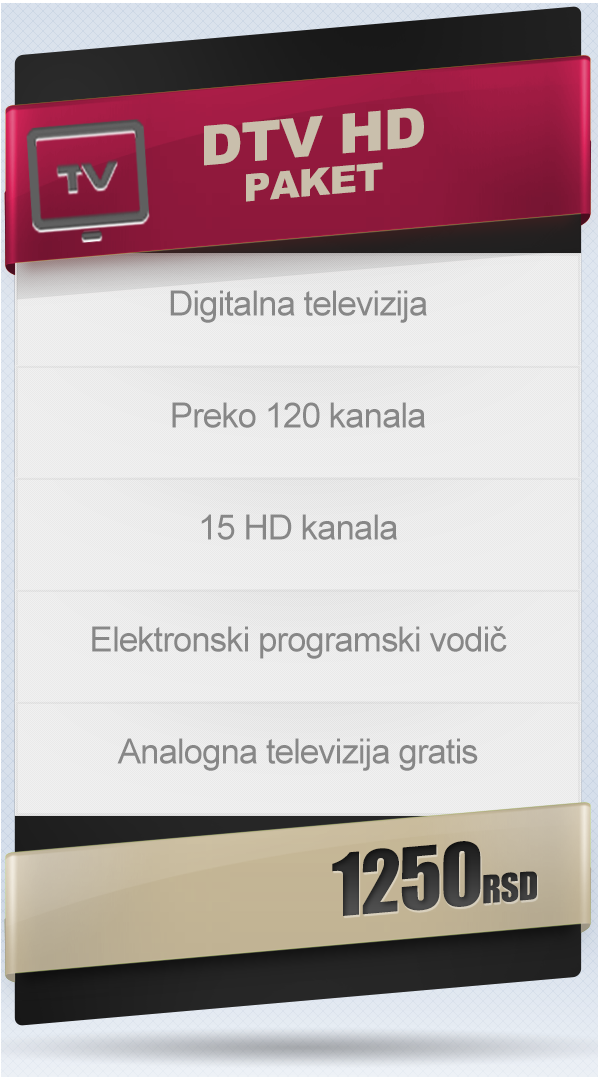 TV
DTV HD
PAKET
Digitalna televizija
Preko 120 kanala
15 HD kanala
Elektronski programski vodič
Analogna televizija gratis
1250RSD